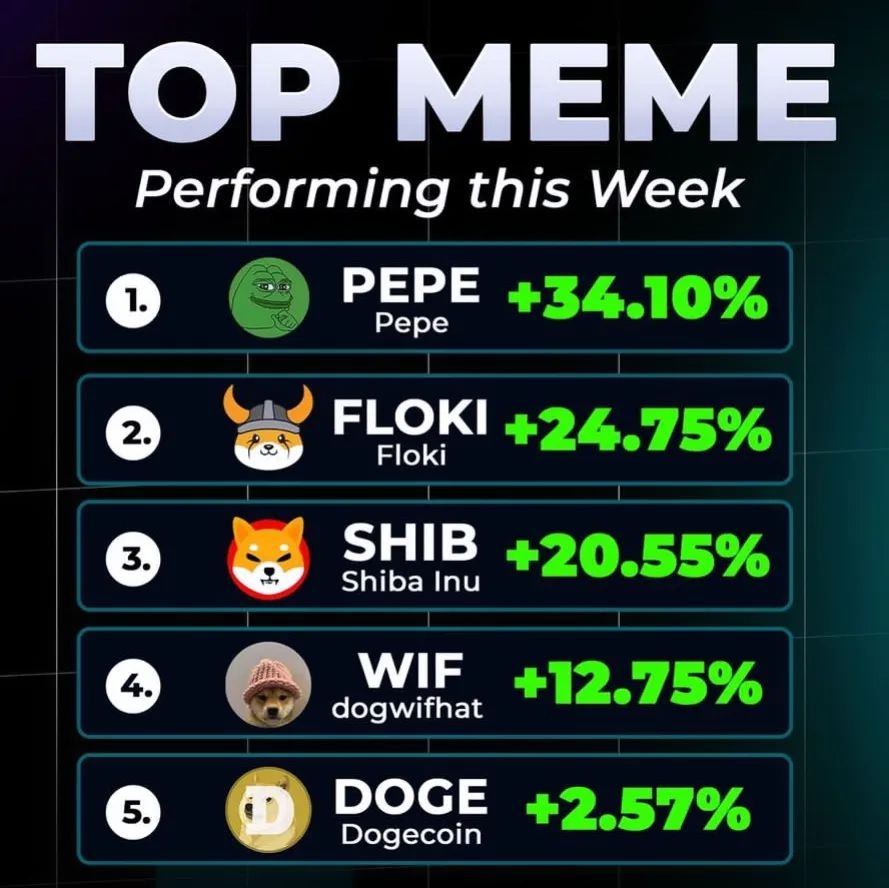 TOP MEME
Performing this Week
1. PEPE +34.10%
Pepe
2. FLOKI +24.75%
Floki
3. SHIB +20.55%
Shiba Inu
4. WIF +12.75%
dogwifhat
5. DOGE +2.57%
Dogecoin
D